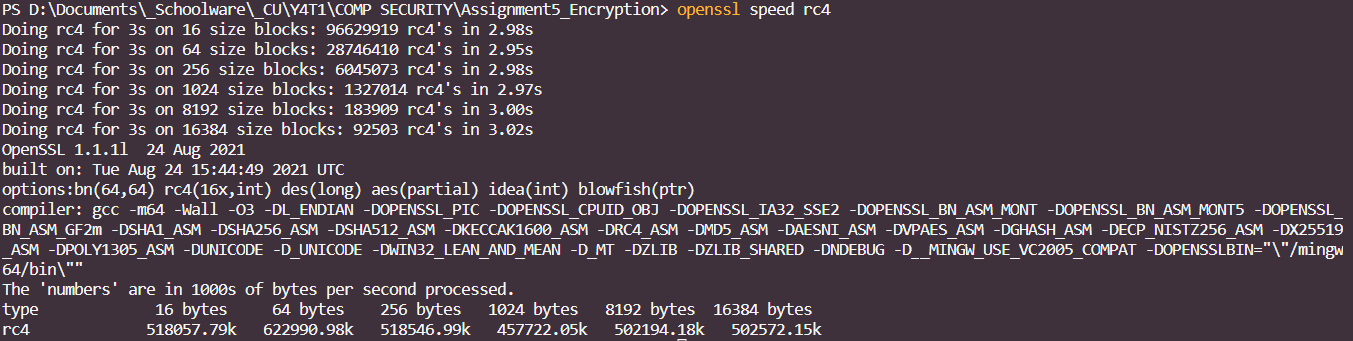 PS D:\Documents\_Schoolware\_CU\Y4T1\COMP SECURITY\Assignment5_Encryption> openssl speed rc4
Doing rc4 for 3s on 16 size blocks: 96629919 rc4's in 2.98s
Doing rc4 for 3s on 64 size blocks: 28746410 rc4's in 2.95s
Doing rc4 for 3s on 256 size blocks: 6045073 rc4's in 2.98s
Doing rc4 for 3s on 1024 size blocks: 1327014 rc4's in 2.97s
Doing rc4 for 3s on 8192 size blocks: 183909 rc4's in 3.00s
Doing rc4 for 3s on 16384 size blocks: 92503 rc4's in 3.02s
OpenSSL 1.1.1l  24 Aug 2021
built on: Tue Aug 24 15:44:49 2021 UTC
options:bn(64,64) rc4(16x,int) des(long) aes(partial) idea(int) blowfish(ptr)
compiler: gcc -m64 -Wall -O3 -DL_ENDIAN -DOPENSSL_PIC -DOPENSSL_CPUID_OBJ -DOPENSSL_IA32_SSE2 -DOPENSSL_BN_ASM_MONT -DOPENSSL_BN_ASM_MONT5 -DOPENSSL_
BN_ASM_GF2m -DSHA1_ASM -DSHA256_ASM -DSHA512_ASM -DKECCAK1600_ASM -DRC4_ASM -DMD5_ASM -DAESNI_ASM -DVPAES_ASM -DGHASH_ASM -DECP_NISTZ256_ASM -DX25519
_ASM -DPOLY1305_ASM -DUNICODE -D_UNICODE -DWIN32_LEAN_AND_MEAN -D_MT -DZLIB -DZLIB_SHARED -DNDEBUG -D__MINGW_USE_VC2005_COMPAT -DOPENSSLBIN="\"/mingw
64/bin\""
The 'numbers' are in 1000s of bytes per second processed.
type             16 bytes     64 bytes    256 bytes   1024 bytes   8192 bytes  16384 bytes
rc4             518057.79k   622990.98k   518546.99k   457722.05k   502194.18k   502572.15k